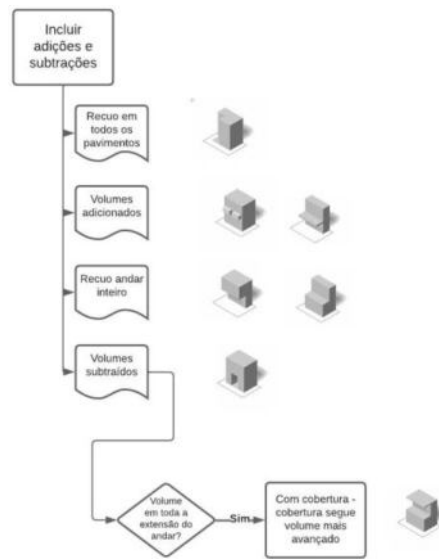 Incluir
adições e
subtrações
Recuo em
todos os
pavimentos
Volumes
adicionados
Recuo andar
inteiro
Volumes
subtraídos
Volume
em toda a
extensão do
andar?
Sim
Com cobertura -
cobertura segue
volume mais
avançado